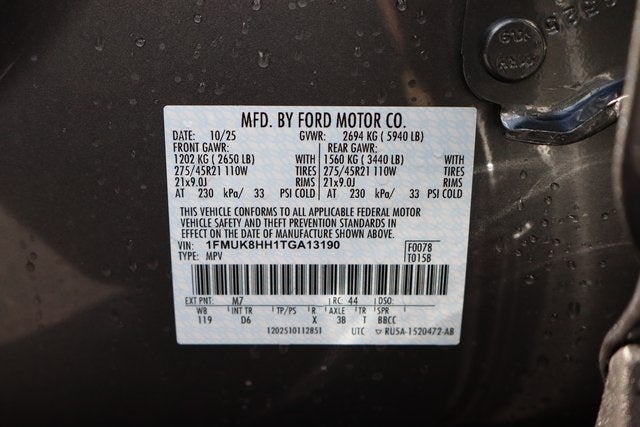 MFD. BY FORD MOTOR CO.
DATE: 10/25 GVWR: 2694 KG ( 5940 LB)
FRONT GAWR: REAR GAWR:
1202 KG ( 2650 LB) WITH 1560 KG ( 3440 LB) WITH
275/45R21 110W TIRES 275/45R21 110W TIRES
21x9.0J RIMS 21x9.0J RIMS
AT 230 kPa/ 33 PSI COLD AT 230 kPa/ 33 PSI COLD
THIS VEHICLE CONFORMS TO ALL APPLICABLE FEDERAL MOTOR
VEHICLE SAFETY AND THEFT PREVENTION STANDARDS IN
EFFECT ON THE DATE OF MANUFACTURE SHOWN ABOVE.
VIN: 1FMUK8HH1TGA13190 F0078
TYPE: MPV T0158
EXT PNT: M7 RC: 44 DSO:
WB INT TR TP/PS R AXLE TR SPR
119 D6 X 3B T BBCC
1202510112851 UTC RU5A-1520472-AB